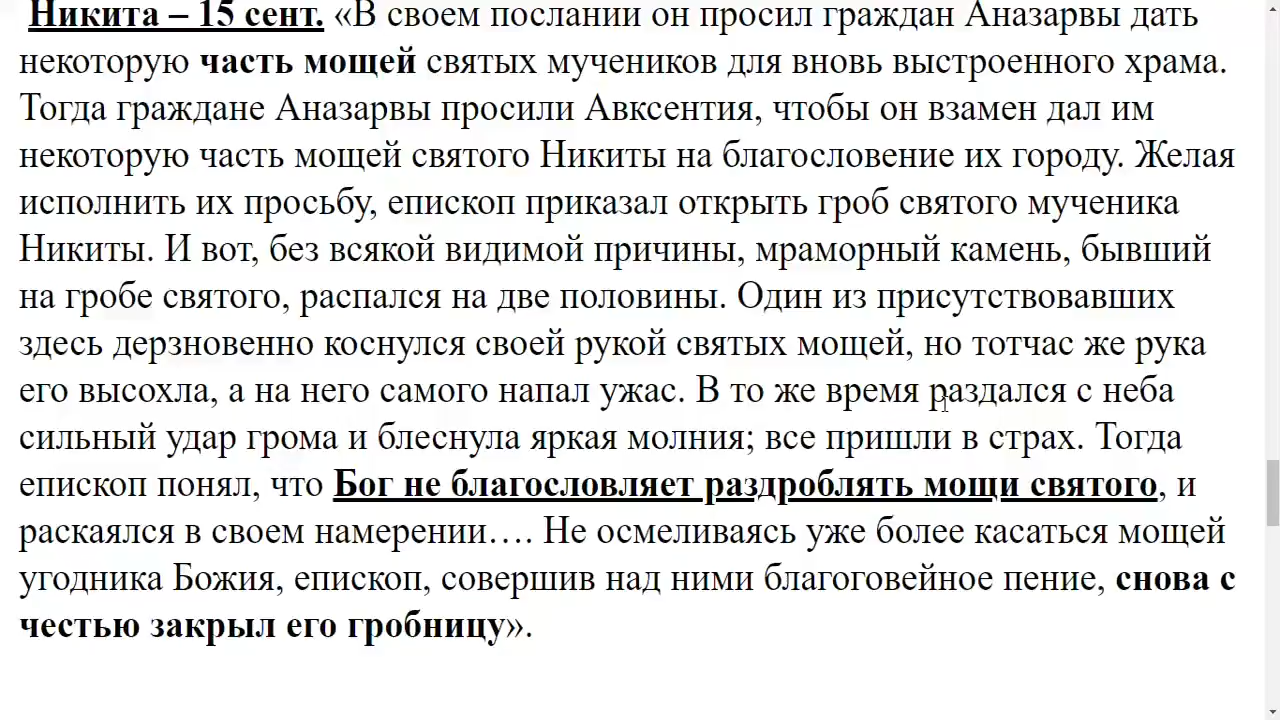 Никита – 15 сент. «В своем послании он просил граждан Аназарвы дать
некоторую часть мощей святых мучеников для вновь выстроенного храма.
Тогда граждане Аназарвы просили Авксентия, чтобы он взамен дал им
некоторую часть мощей святого Никиты на благословение их городу. Желая
исполнить их просьбу, епископ приказал открыть гроб святого мученика
Никиты. И вот, без всякой видимой причины, мраморный камень, бывший
на гробе святого, распался на две половины. Один из присутствовавших
здесь дерзновенно коснулся своей рукой святых мощей, но тотчас же рука
его высохла, а на него самого напал ужас. В то же время раздался с неба
сильный удар грома и блеснула яркая молния; все пришли в страх. Тогда
епископ понял, что Бог не благословляет раздроблять мощи святого, и
раскаялся в своем намерении…. Не осмеливаясь уже более касаться мощей
угодника Божия, епископ, совершив над ними благоговейное пение, снова с
честью закрыл его гробницу».